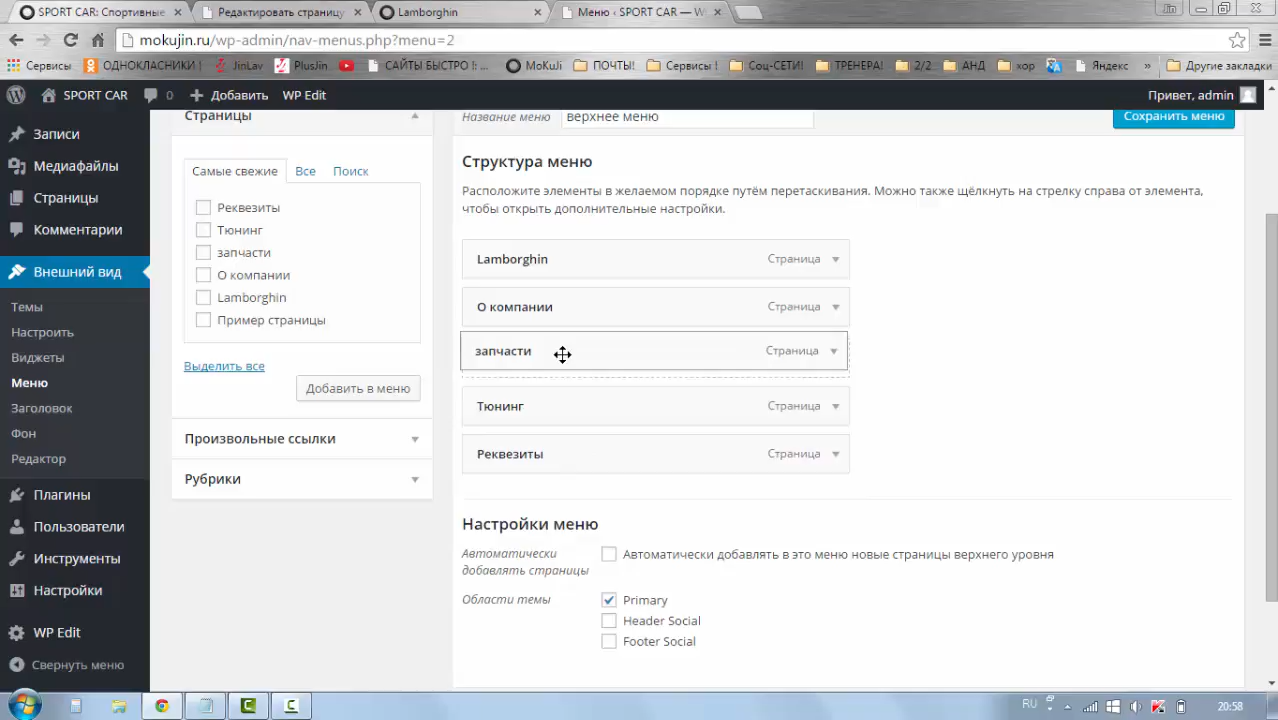 SPORT CAR: Спортивные
Редактировать страницу
Lamborghin
Меню ‹ SPORT CAR — W
Jin
mokujin.ru/wp-admin/nav-menus.php?menu=2
Сервисы
ОДНОКЛАСНИКИ !
JinLav
PlusJin
САЙТЫ БЫСТРО !: ...
MoKuJi
ПОЧТЫ!
Сервисы !
Соц-СЕТИ!
ТРЕНЕРА!
2/2
АНД
хор
Яндекс
»
Другие закладки
SPORT CAR
0
Добавить
WP Edit
Привет, admin
Записи
Медиафайлы
Страницы
Комментарии
Внешний вид
Темы
Настроить
Виджеты
Меню
Заголовок
Фон
Редактор
Плагины
Пользователи
Инструменты
Настройки
WP Edit
Свернуть меню
Страницы
Самые свежие
Все
Поиск
Реквезиты
Тюнинг
запчасти
О компании
Lamborghin
Пример страницы
Выделить все
Добавить в меню
Произвольные ссылки
Рубрики
Название меню
верхнее меню
Сохранить меню
Структура меню
Расположите элементы в желаемом порядке путём перетаскивания. Можно также щёлкнуть на стрелку справа от элемента,
чтобы открыть дополнительные настройки.
Lamborghin Страница
О компании Страница
запчасти Страница
Тюнинг Страница
Реквезиты Страница
Настройки меню
Автоматически
добавлять страницы
Автоматически добавлять в это меню новые страницы верхнего уровня
Области темы
Primary
Header Social
Footer Social
RU
20:58